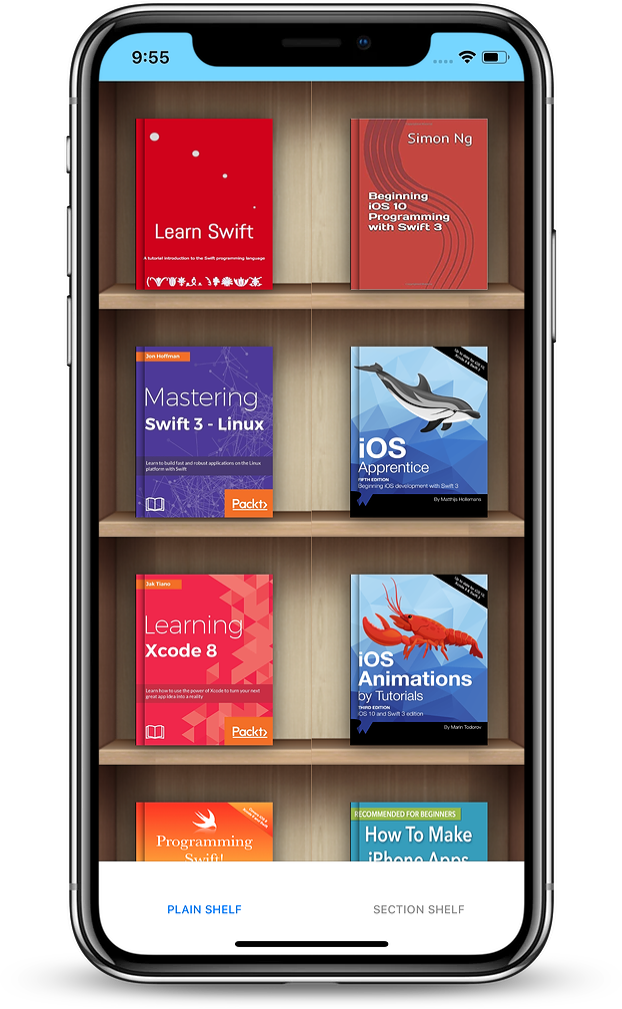 9:55
Learn Swift
A tutorial introduction to the Swift programming language
Simon Ng
Beginning
iOS 10
Programming
with Swift 3
Jon Hoffman
Mastering
Swift 3 - Linux
Learn to build fast and robust applications on the Linux
platform with Swift
Packt>
iOS
Apprentice
FIFTH EDITION
Beginning iOS development with Swift 3
By Matthijs Hollemans
Jak Tiano
Learning
Xcode 8
Learn how to use the power of Xcode to turn your next
great app idea into a reality
Packt>
iOS
Animations
by Tutorials
THIRD EDITION
iOS 10 and Swift 3 edition
By Marin Todorov
Programming
Swift!
RECOMMENDED FOR BEGINNERS
How To Make
iPhone Apps
PLAIN SHELF
SECTION SHELF